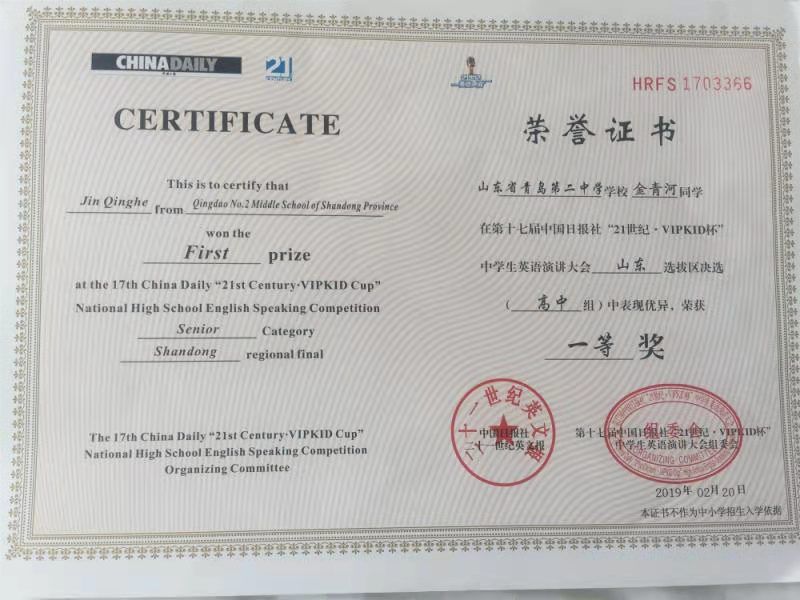 CHINADAILY
21
HRFS 1703366
CERTIFICATE
This is to certify that
Jin Qinghe from Qingdao No.2 Middle School of Shandong Province
won the
First prize
at the 17th China Daily “21st Century·VIPKID Cup”
National High School English Speaking Competition
Senior Category
Shandong regional final
The 17th China Daily “21st Century·VIPKID Cup”
National High School English Speaking Competition
Organizing Committee
荣誉证书
山东省青岛第二中学学校 金青河 同学
在第十七届中国日报社“21世纪·VIPKID杯”
中学生英语演讲大会 山东 选拔区决选
（ 高中 组）中表现优异，荣获
一等 奖
中国日报社
二十一世纪英文报
二十一世纪英文报
第十七届中国日报社“21世纪·VIPKID杯”
中学生英语演讲大会组委会
组委会
ORGANIZING COMMITTEE
2019年 02月 20日
本证书不作为中小学招生入学依据